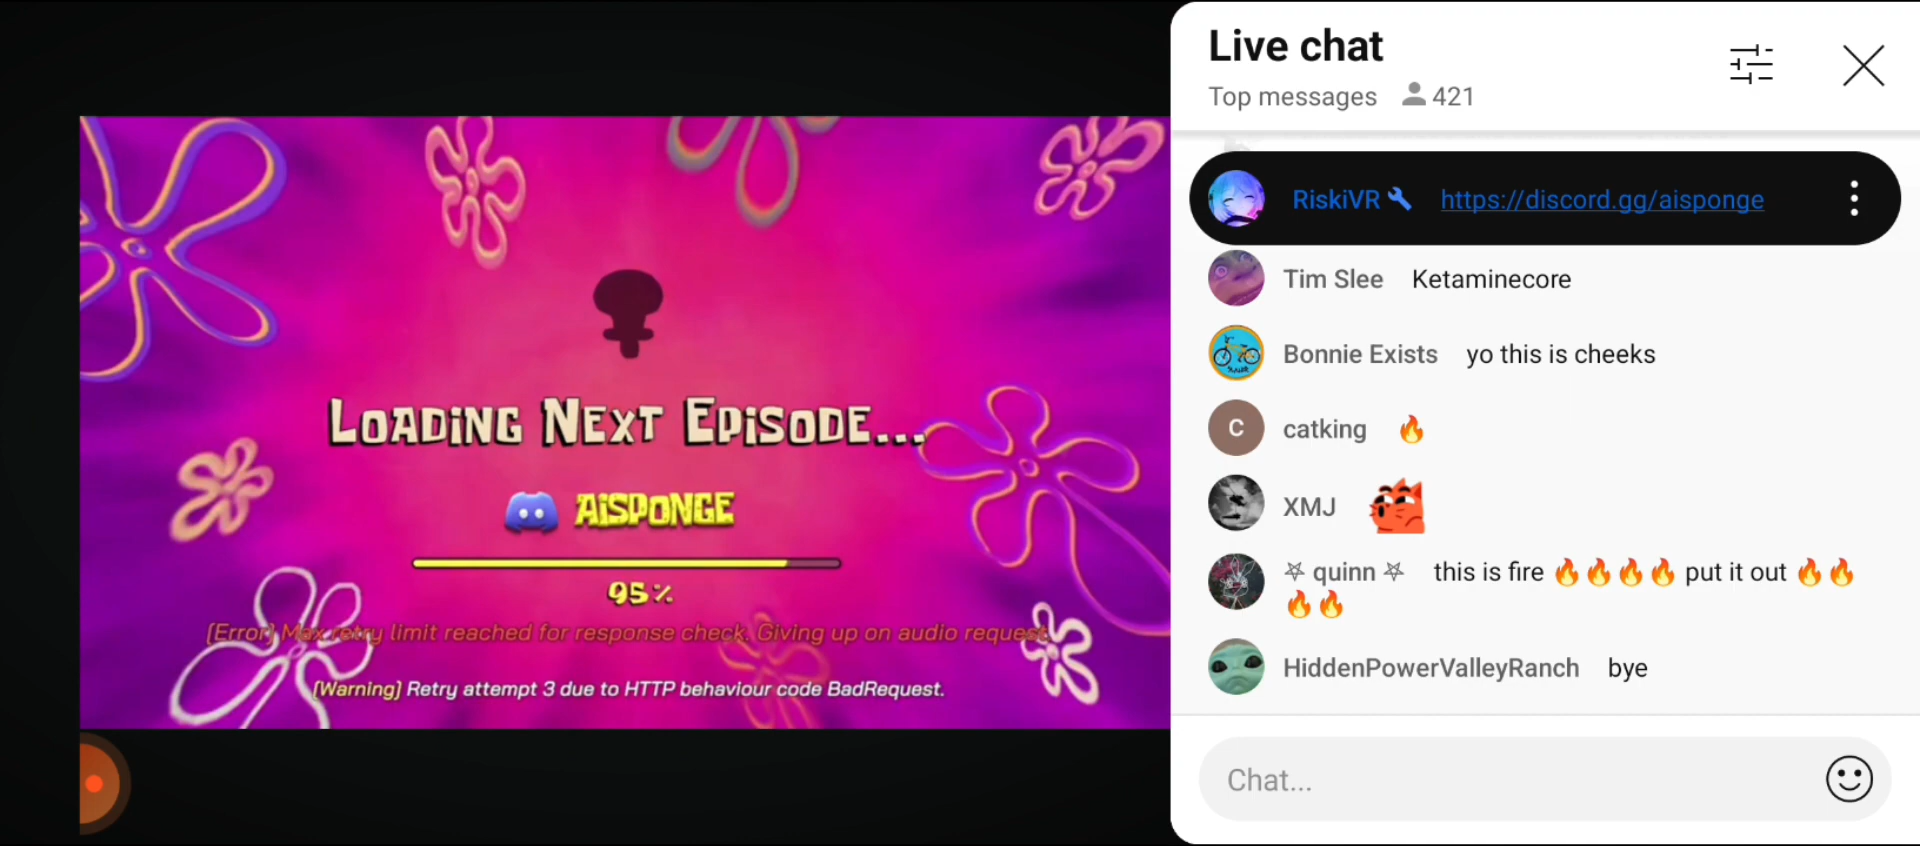 Loading Next Episode...
AiSPONGE
95%
[Error] Max retry limit reached for response check. Giving up on audio request.
[Warning] Retry attempt 3 due to HTTP behaviour code BadRequest.
Live chat
Top messages 421
RiskiVR https://discord.gg/aisponge
Tim Slee Ketaminecore
Bonnie Exists yo this is cheeks
C catking 🔥
XMJ
⛧ quinn ⛧ this is fire 🔥🔥🔥🔥 put it out 🔥🔥
🔥🔥
HiddenPowerValleyRanch bye
Chat...